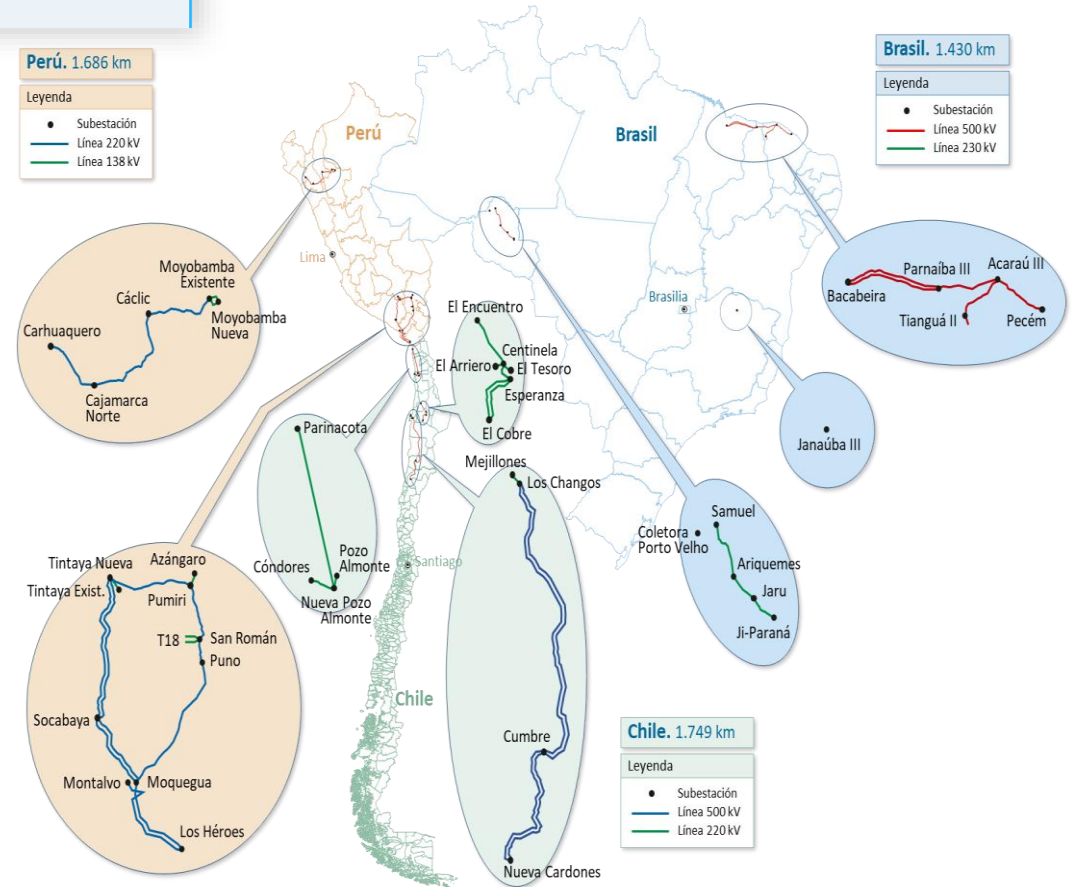 Perú. 1.686 km
Leyenda
Subestación
Línea 220 kV
Línea 138 kV
Brasil. 1.430 km
Leyenda
Subestación
Línea 500 kV
Línea 230 kV
Perú
Brasil
Lima
Brasilia
Moyobamba
Existente
Cáclic
Moyobamba
Nueva
Carhuaquero
Cajamarca
Norte
Parnaíba III
Acaraú III
Bacabeira
Tianguá II
Pecém
El Encuentro
Centinela
El Arriero
El Tesoro
Esperanza
El Cobre
Janaúba III
Parinacota
Pozo
Almonte
Cóndores
Nueva Pozo
Almonte
Santiago
Mejillones
Los Changos
Cumbre
Nueva Cardones
Samuel
Coletora
Porto Velho
Ariquemes
Jaru
Ji-Paraná
Tintaya Nueva
Azángaro
Tintaya Exist.
Pumiri
T18
San Román
Puno
Socabaya
Montalvo
Moquegua
Los Héroes
Chile
Chile. 1.749 km
Leyenda
Subestación
Línea 500 kV
Línea 220 kV